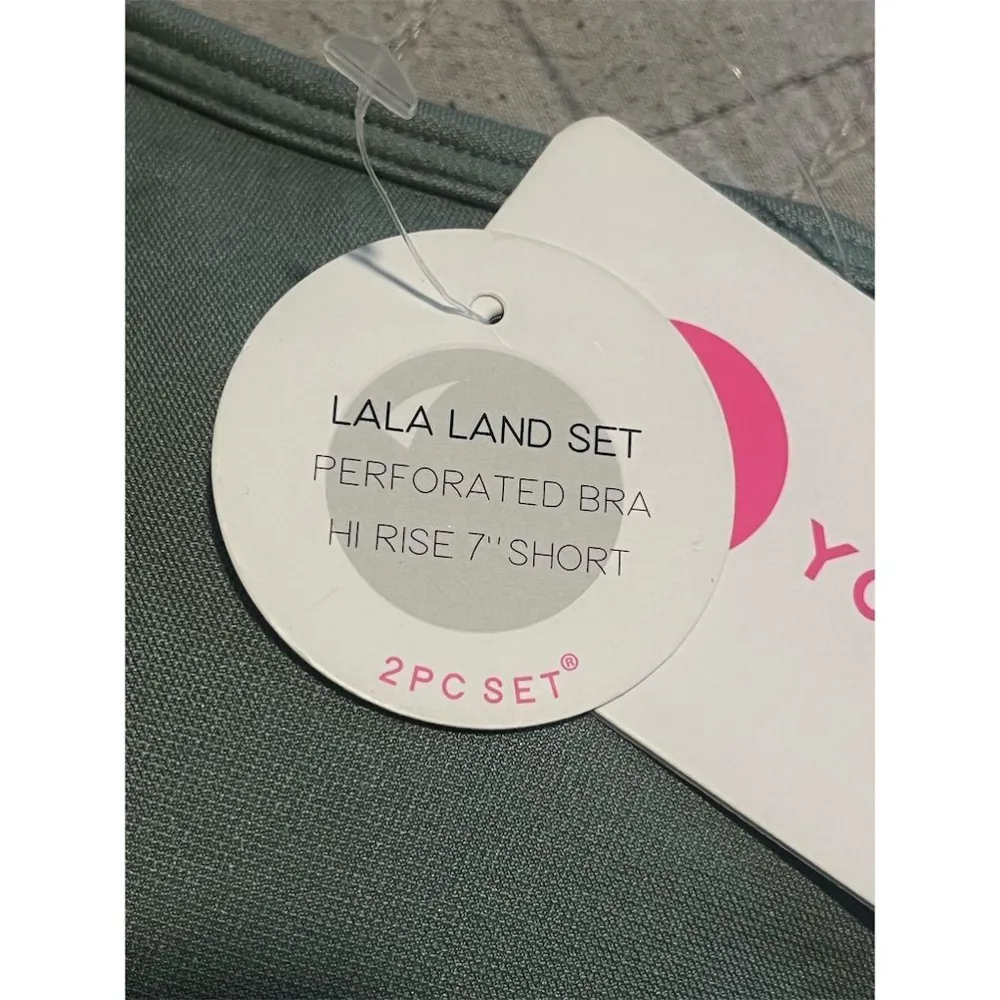 LALA LAND SET
PERFORATED BRA
HI RISE 7'' SHORT
2PC SET®